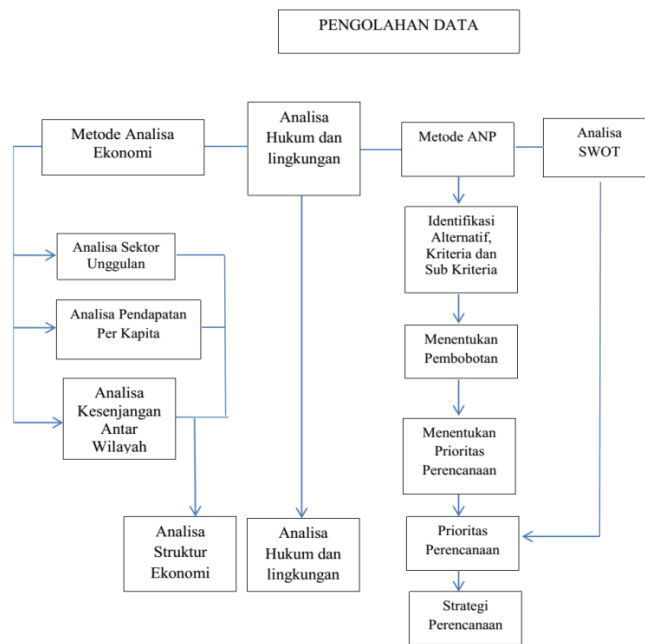 PENGOLAHAN DATA
Metode Analisa
Ekonomi
Analisa
Hukum dan
lingkungan
Metode ANP
Analisa
SWOT
Analisa Sektor
Unggulan
Analisa Pendapatan
Per Kapita
Analisa
Kesenjangan
Antar
Wilayah
Identifikasi
Alternatif,
Kriteria dan
Sub Kriteria
Menentukan
Pembobotan
Menentukan
Prioritas
Perencanaan
Analisa
Struktur
Ekonomi
Analisa
Hukum dan
lingkungan
Prioritas
Perencanaan
Strategi
Perencanaan